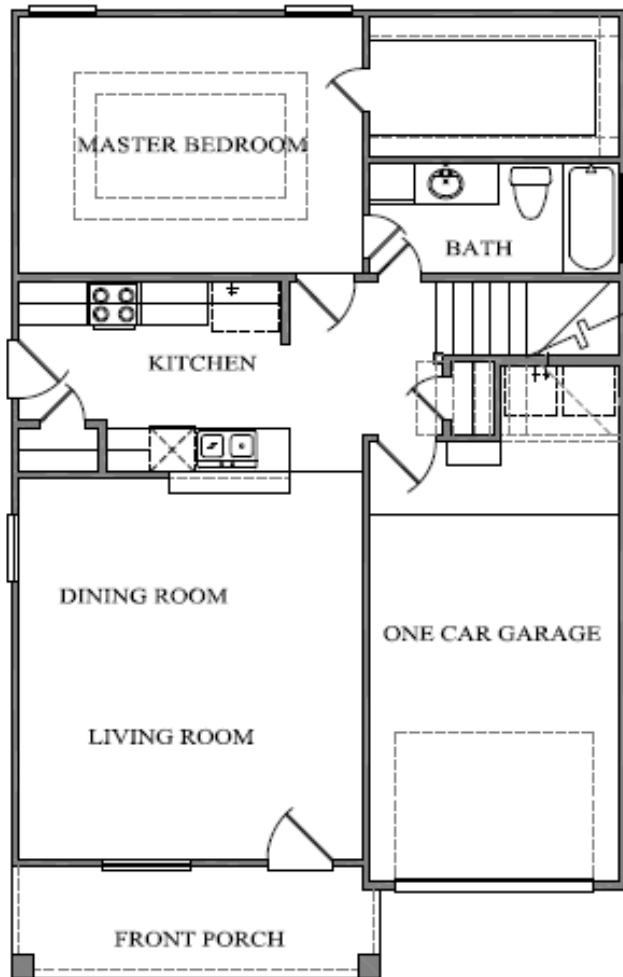 MASTER BEDROOM
BATH
KITCHEN
DINING ROOM
ONE CAR GARAGE
LIVING ROOM
FRONT PORCH